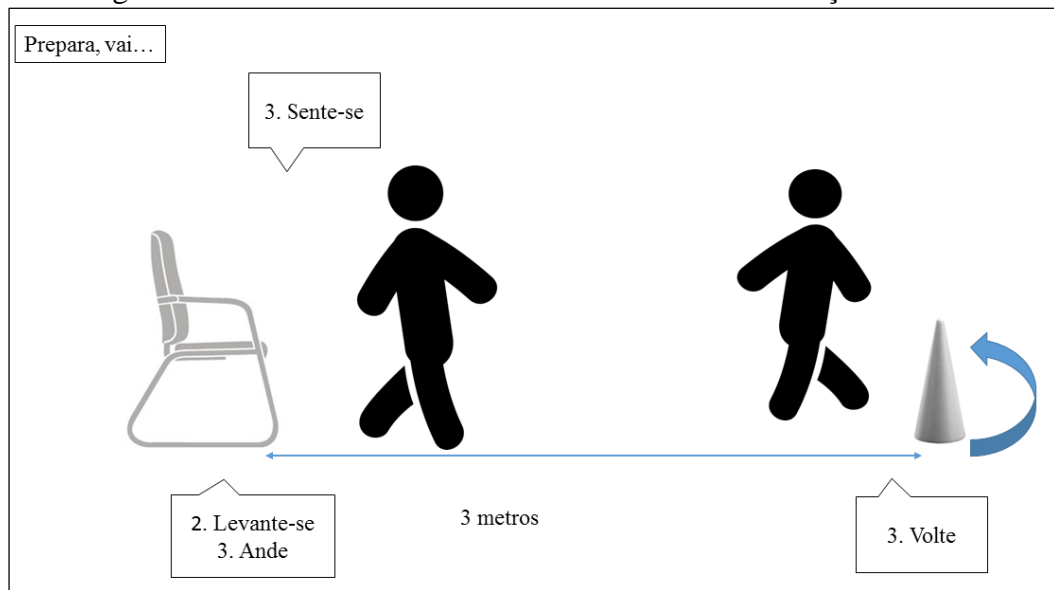 Prepara, vai…
3. Sente-se
2. Levante-se
3. Ande
3 metros
3. Volte